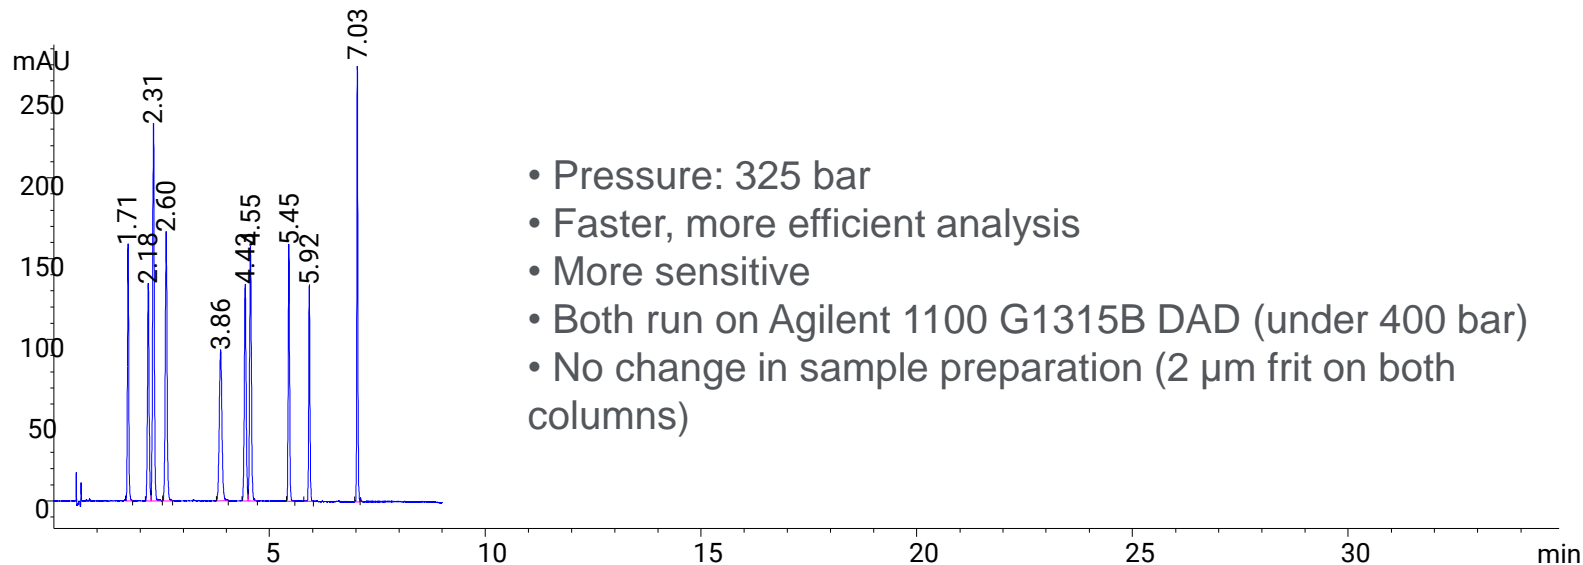 mAU
250
200
150
100
50
0
1.71
2.18
2.31
2.60
3.86
4.43
4.55
5.45
5.92
7.03
• Pressure: 325 bar
• Faster, more efficient analysis
• More sensitive
• Both run on Agilent 1100 G1315B DAD (under 400 bar)
• No change in sample preparation (2 µm frit on both
columns)
5 10 15 20 25 30 min